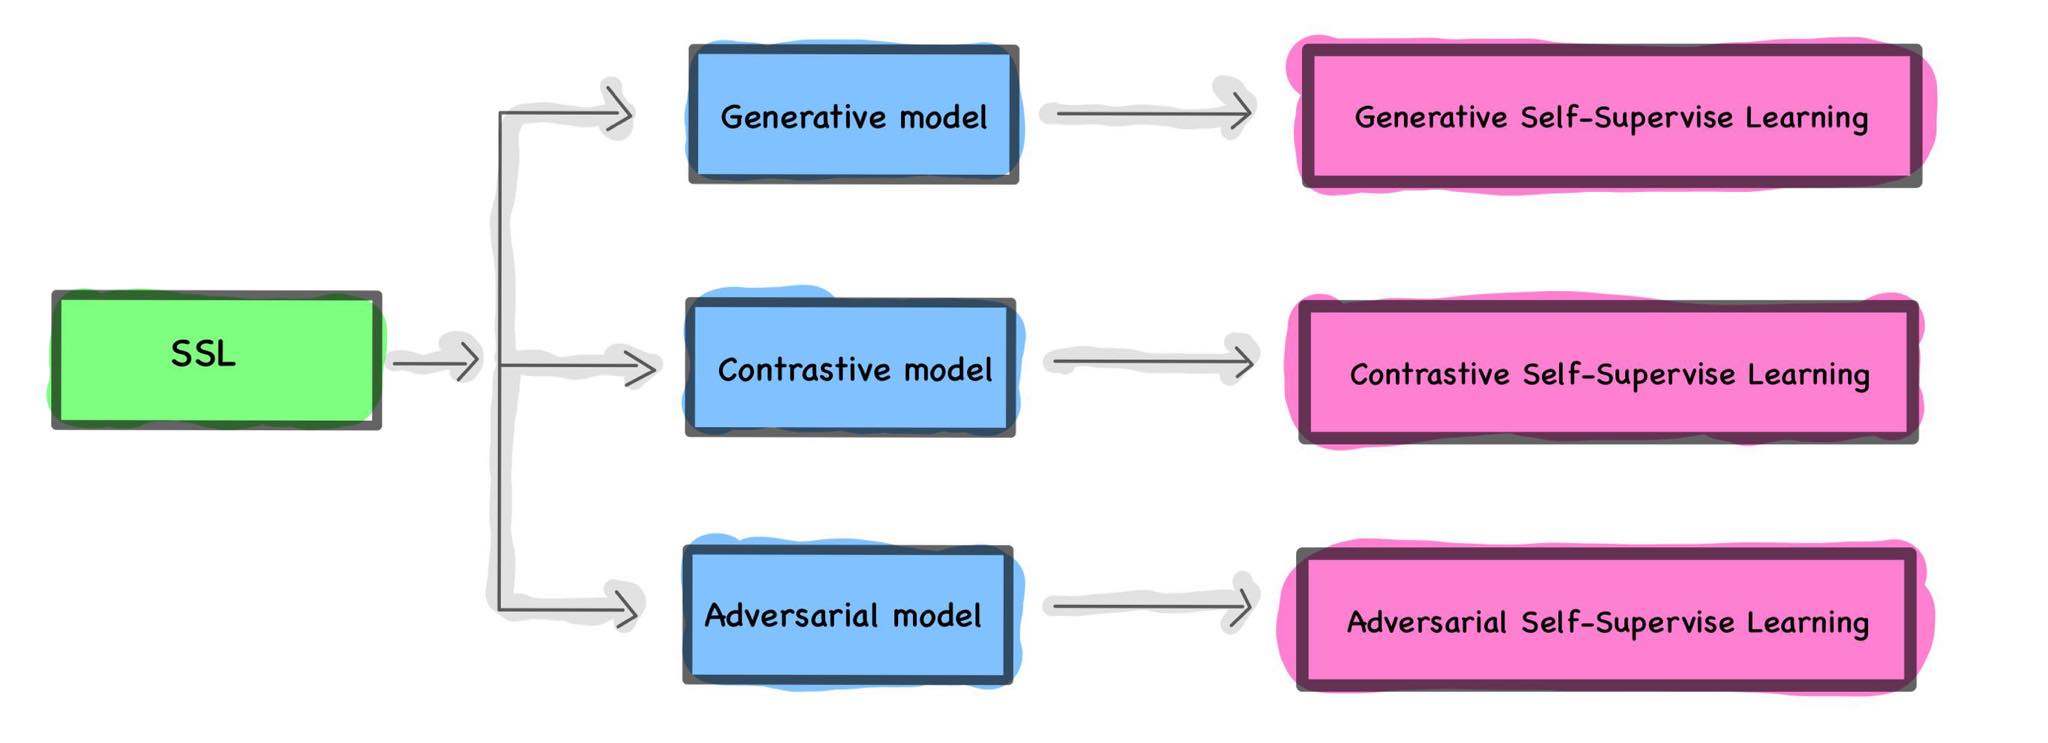 Generative model
Generative Self-Supervise Learning
SSL
Contrastive model
Contrastive Self-Supervise Learning
Adversarial model
Adversarial Self-Supervise Learning